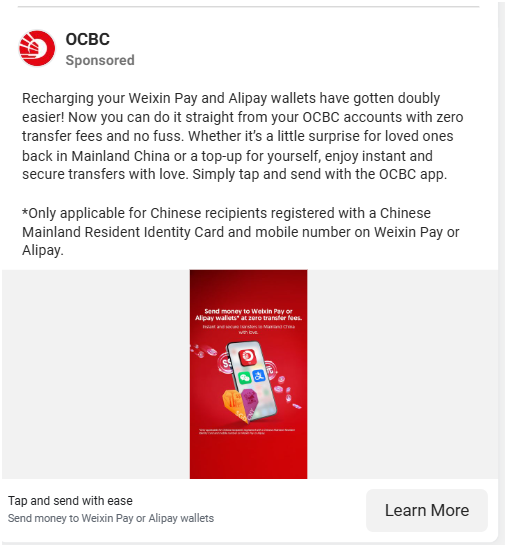 OCBC
Sponsored
Recharging your Weixin Pay and Alipay wallets have gotten doubly
easier! Now you can do it straight from your OCBC accounts with zero
transfer fees and no fuss. Whether it's a little surprise for loved ones
back in Mainland China or a top-up for yourself, enjoy instant and
secure transfers with love. Simply tap and send with the OCBC app.
*Only applicable for Chinese recipients registered with a Chinese
Mainland Resident Identity Card and mobile number on Weixin Pay or
Alipay.
Send money to Weixin Pay or
Alipay wallets* at zero transfer fees.
Instant and secure transfers to Mainland China
with love.
Tap and send with ease
Send money to Weixin Pay or Alipay wallets
Learn More